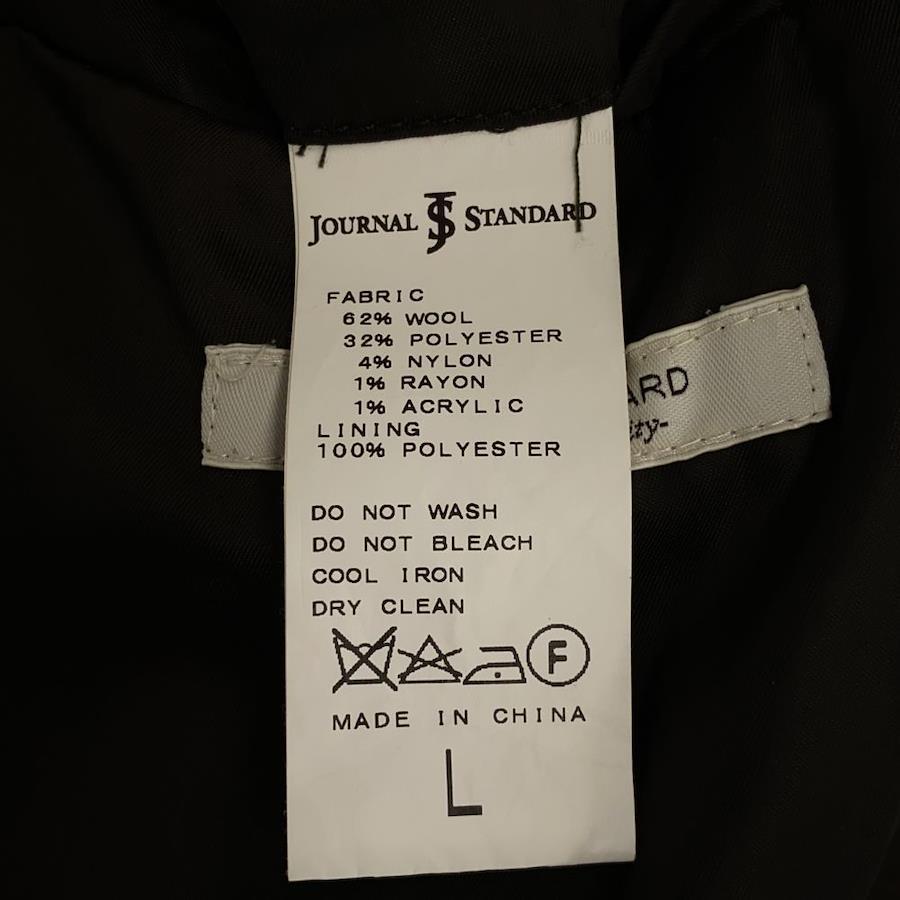 JOURNAL JS STANDARD
FABRIC
62% WOOL
32% POLYESTER
4% NYLON
1% RAYON
1% ACRYLIC
LINING
100% POLYESTER
DO NOT WASH
DO NOT BLEACH
COOL IRON
DRY CLEAN
F
MADE IN CHINA
L
ARD
ity-